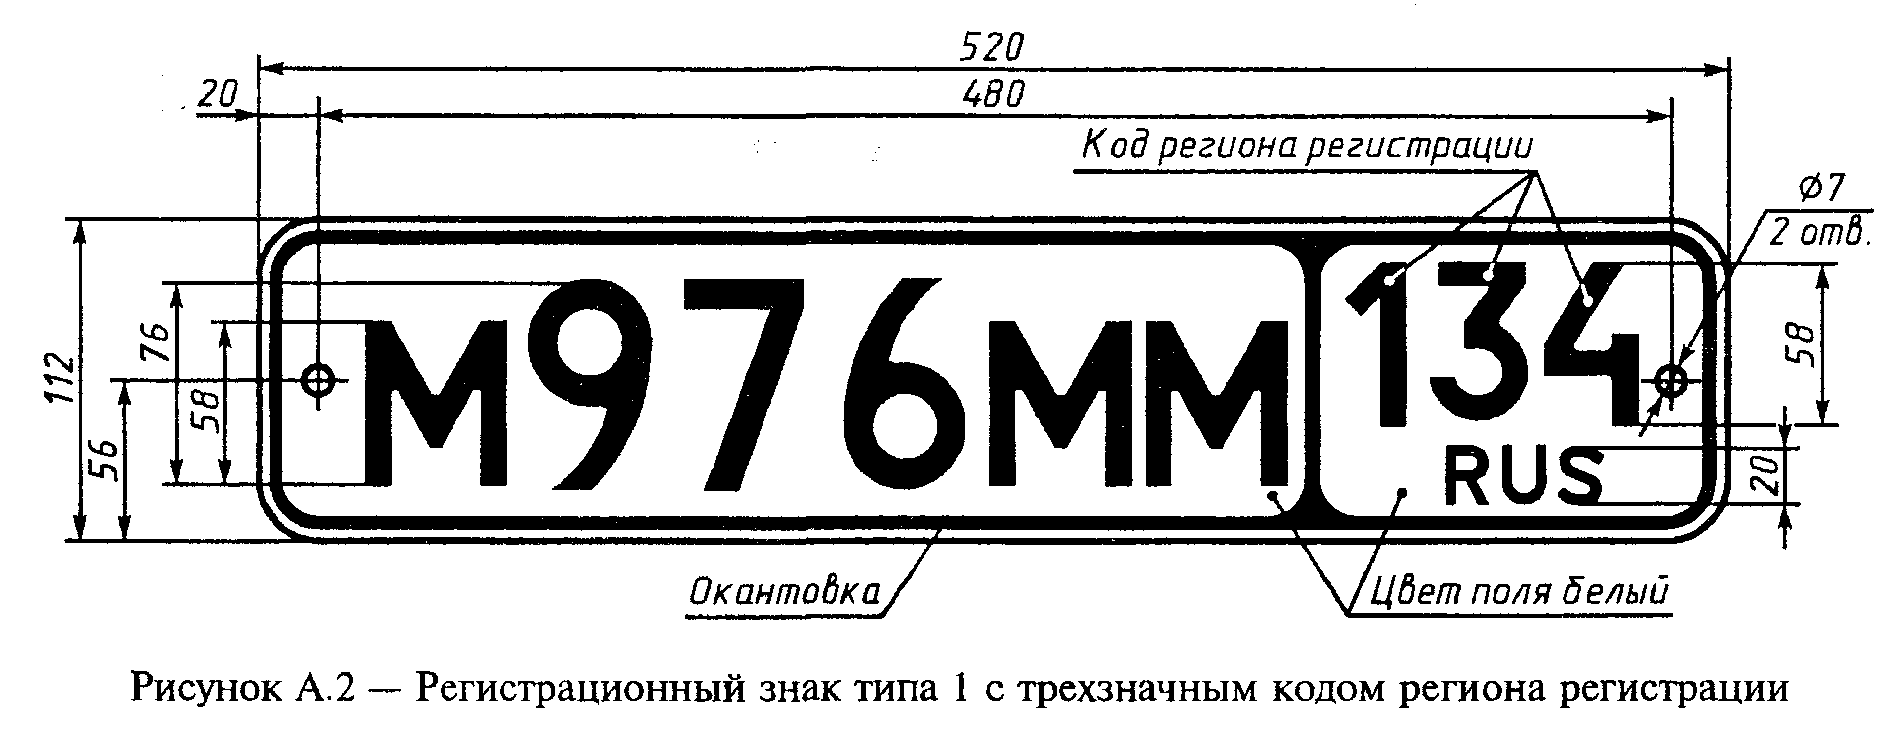 520
20
480
Код региона регистрации
Ø7
2 отв.
112
56
76
58
М976ММ
134
RUS
58
20
Окантовка
Цвет поля белый
Рисунок А.2 — Регистрационный знак типа 1 с трехзначным кодом региона регистрации